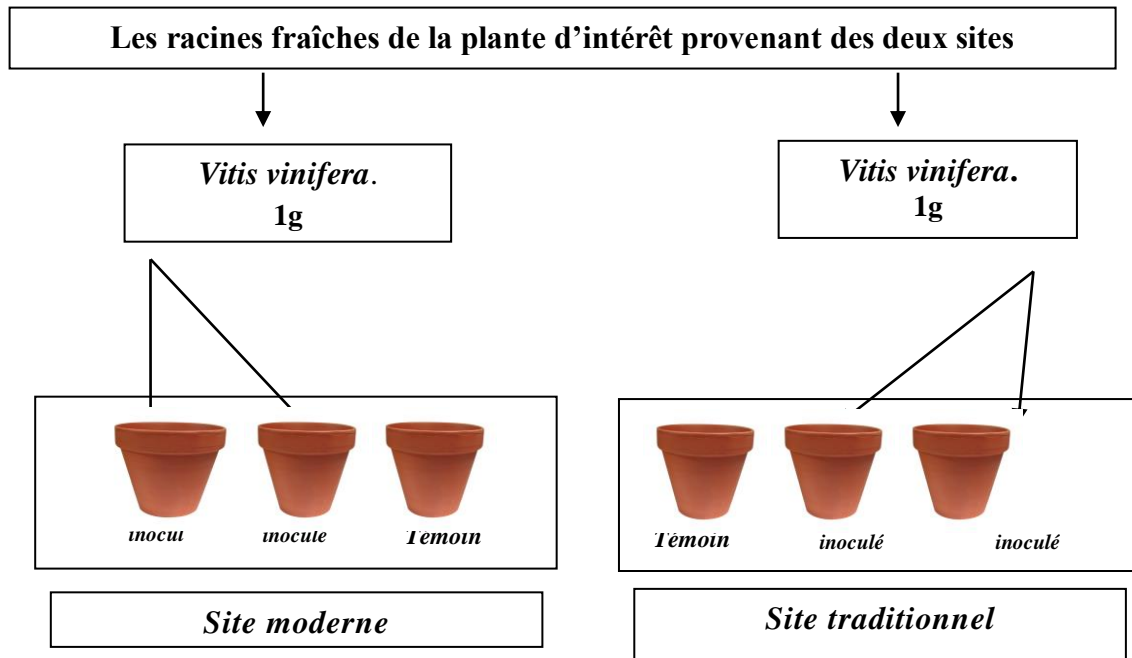 Les racines fraîches de la plante d'intérêt provenant des deux sites
Vitis vinifera.
1g
Vitis vinifera.
1g
inocul
inoculé
Témoin
Témoin
inoculé
inoculé
Site moderne
Site traditionnel